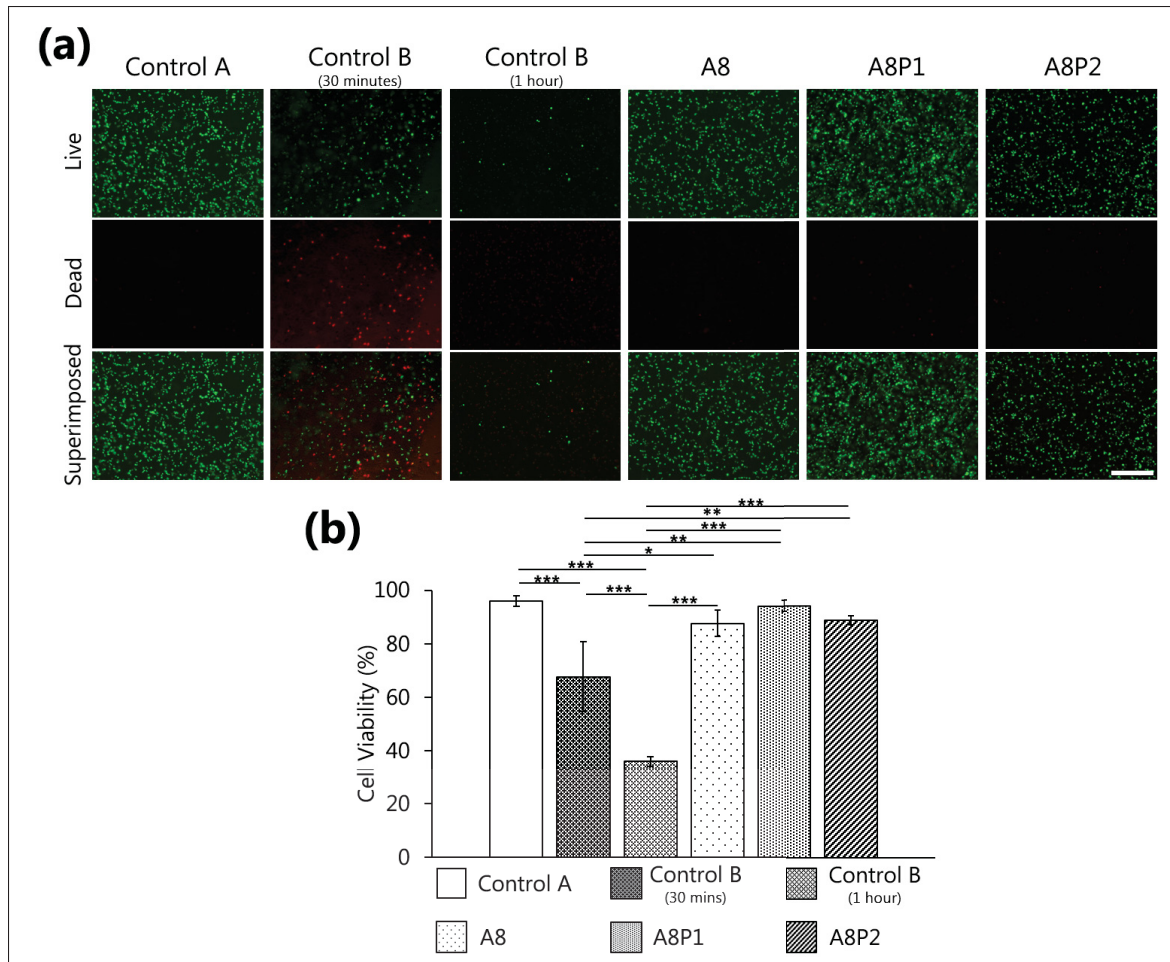 (a)
Control A
Control B
(30 minutes)
Control B
(1 hour)
A8
A8P1
A8P2
Live
Dead
Superimposed
(b)
***
**
***
**
*
***
***
***
***
100
80
60
40
20
0
Cell Viability (%)
Control A
Control B
(30 mins)
Control B
(1 hour)
A8
A8P1
A8P2